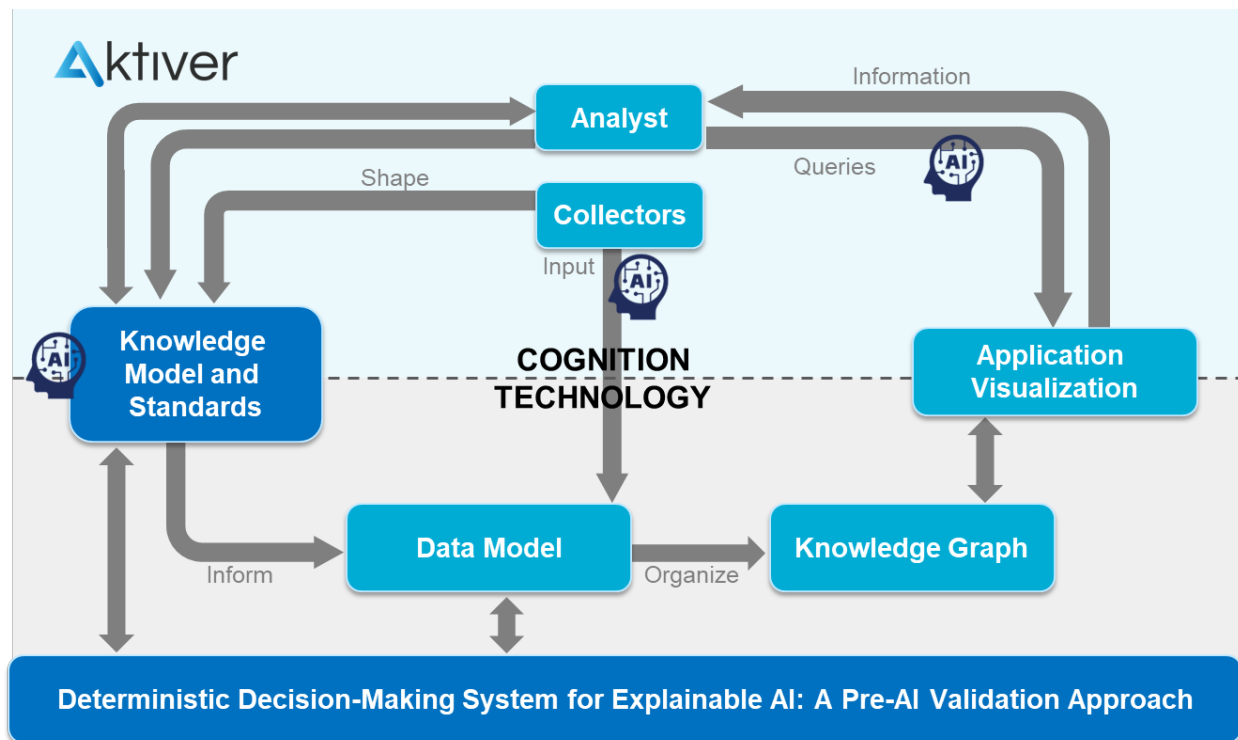 Aktiver
Information
Analyst
Queries
AI
Shape
Collectors
Input
AI
Knowledge
Model and
Standards
AI
COGNITION
TECHNOLOGY
Application
Visualization
Data Model
Knowledge Graph
Inform
Organize
Deterministic Decision-Making System for Explainable AI: A Pre-AI Validation Approach